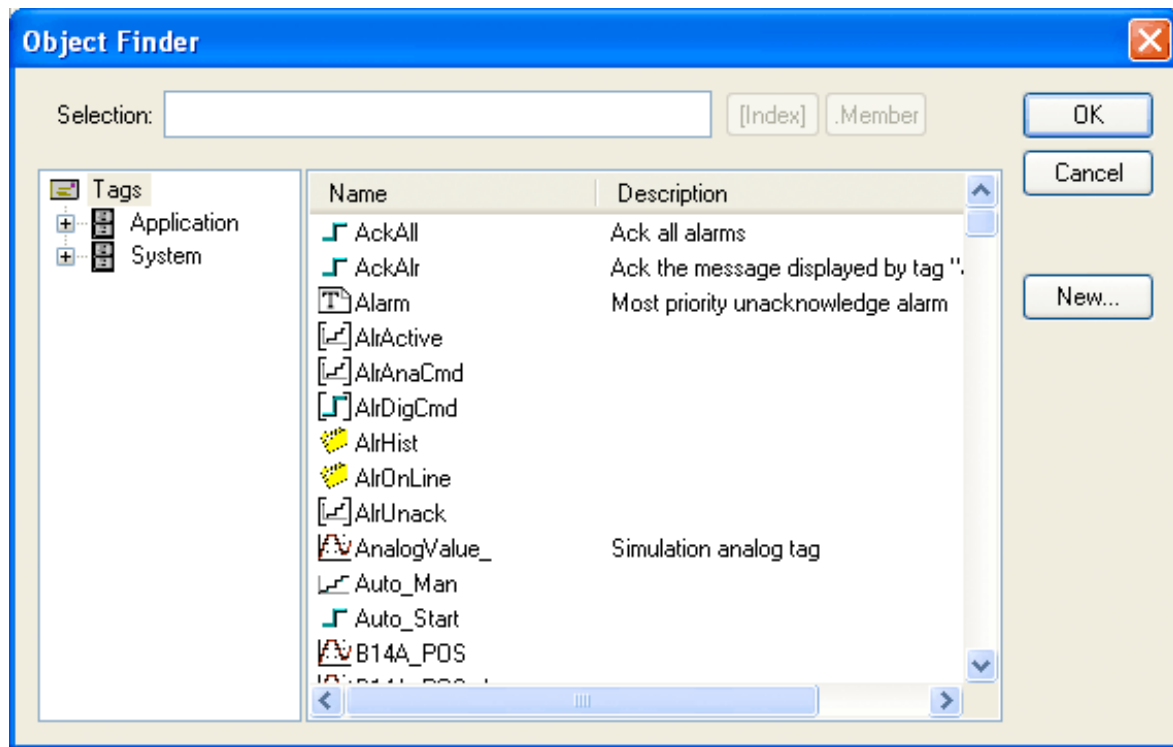 Object Finder
Selection: [Index] .Member OK
Cancel
New...
Tags
Application
System
Name Description
AckAll Ack all alarms
AckAlr Ack the message displayed by tag "
Alarm Most priority unacknowledge alarm
AlrActive
AlrAnaCmd
AlrDigCmd
AlrHist
AlrOnLine
AlrUnack
AnalogValue_ Simulation analog tag
Auto_Man
Auto_Start
B14A_POS